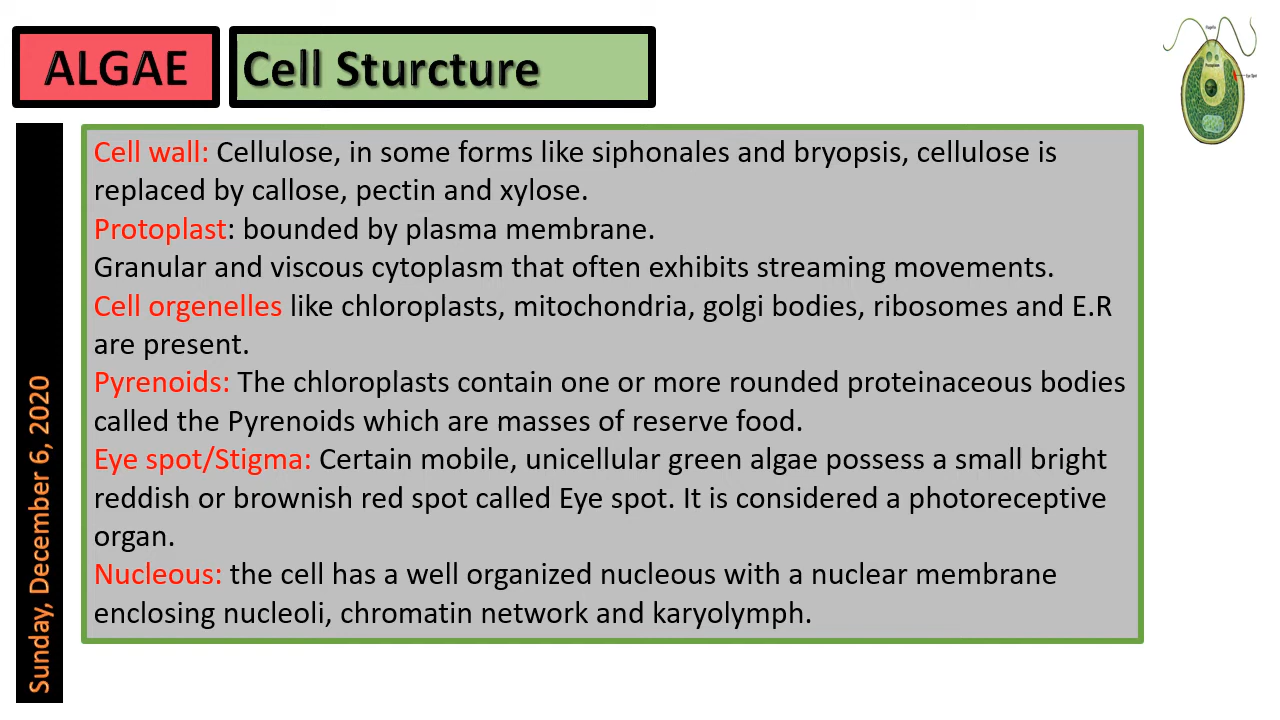 ALGAE
Cell Sturcture
Cell wall: Cellulose, in some forms like siphonales and bryopsis, cellulose is
replaced by callose, pectin and xylose.
Protoplast: bounded by plasma membrane.
Granular and viscous cytoplasm that often exhibits streaming movements.
Cell orgenelles like chloroplasts, mitochondria, golgi bodies, ribosomes and E.R
are present.
Pyrenoids: The chloroplasts contain one or more rounded proteinaceous bodies
called the Pyrenoids which are masses of reserve food.
Eye spot/Stigma: Certain mobile, unicellular green algae possess a small bright
reddish or brownish red spot called Eye spot. It is considered a photoreceptive
organ.
Nucleous: the cell has a well organized nucleous with a nuclear membrane
enclosing nucleoli, chromatin network and karyolymph.
Sunday, December 6, 2020
Eye Spot